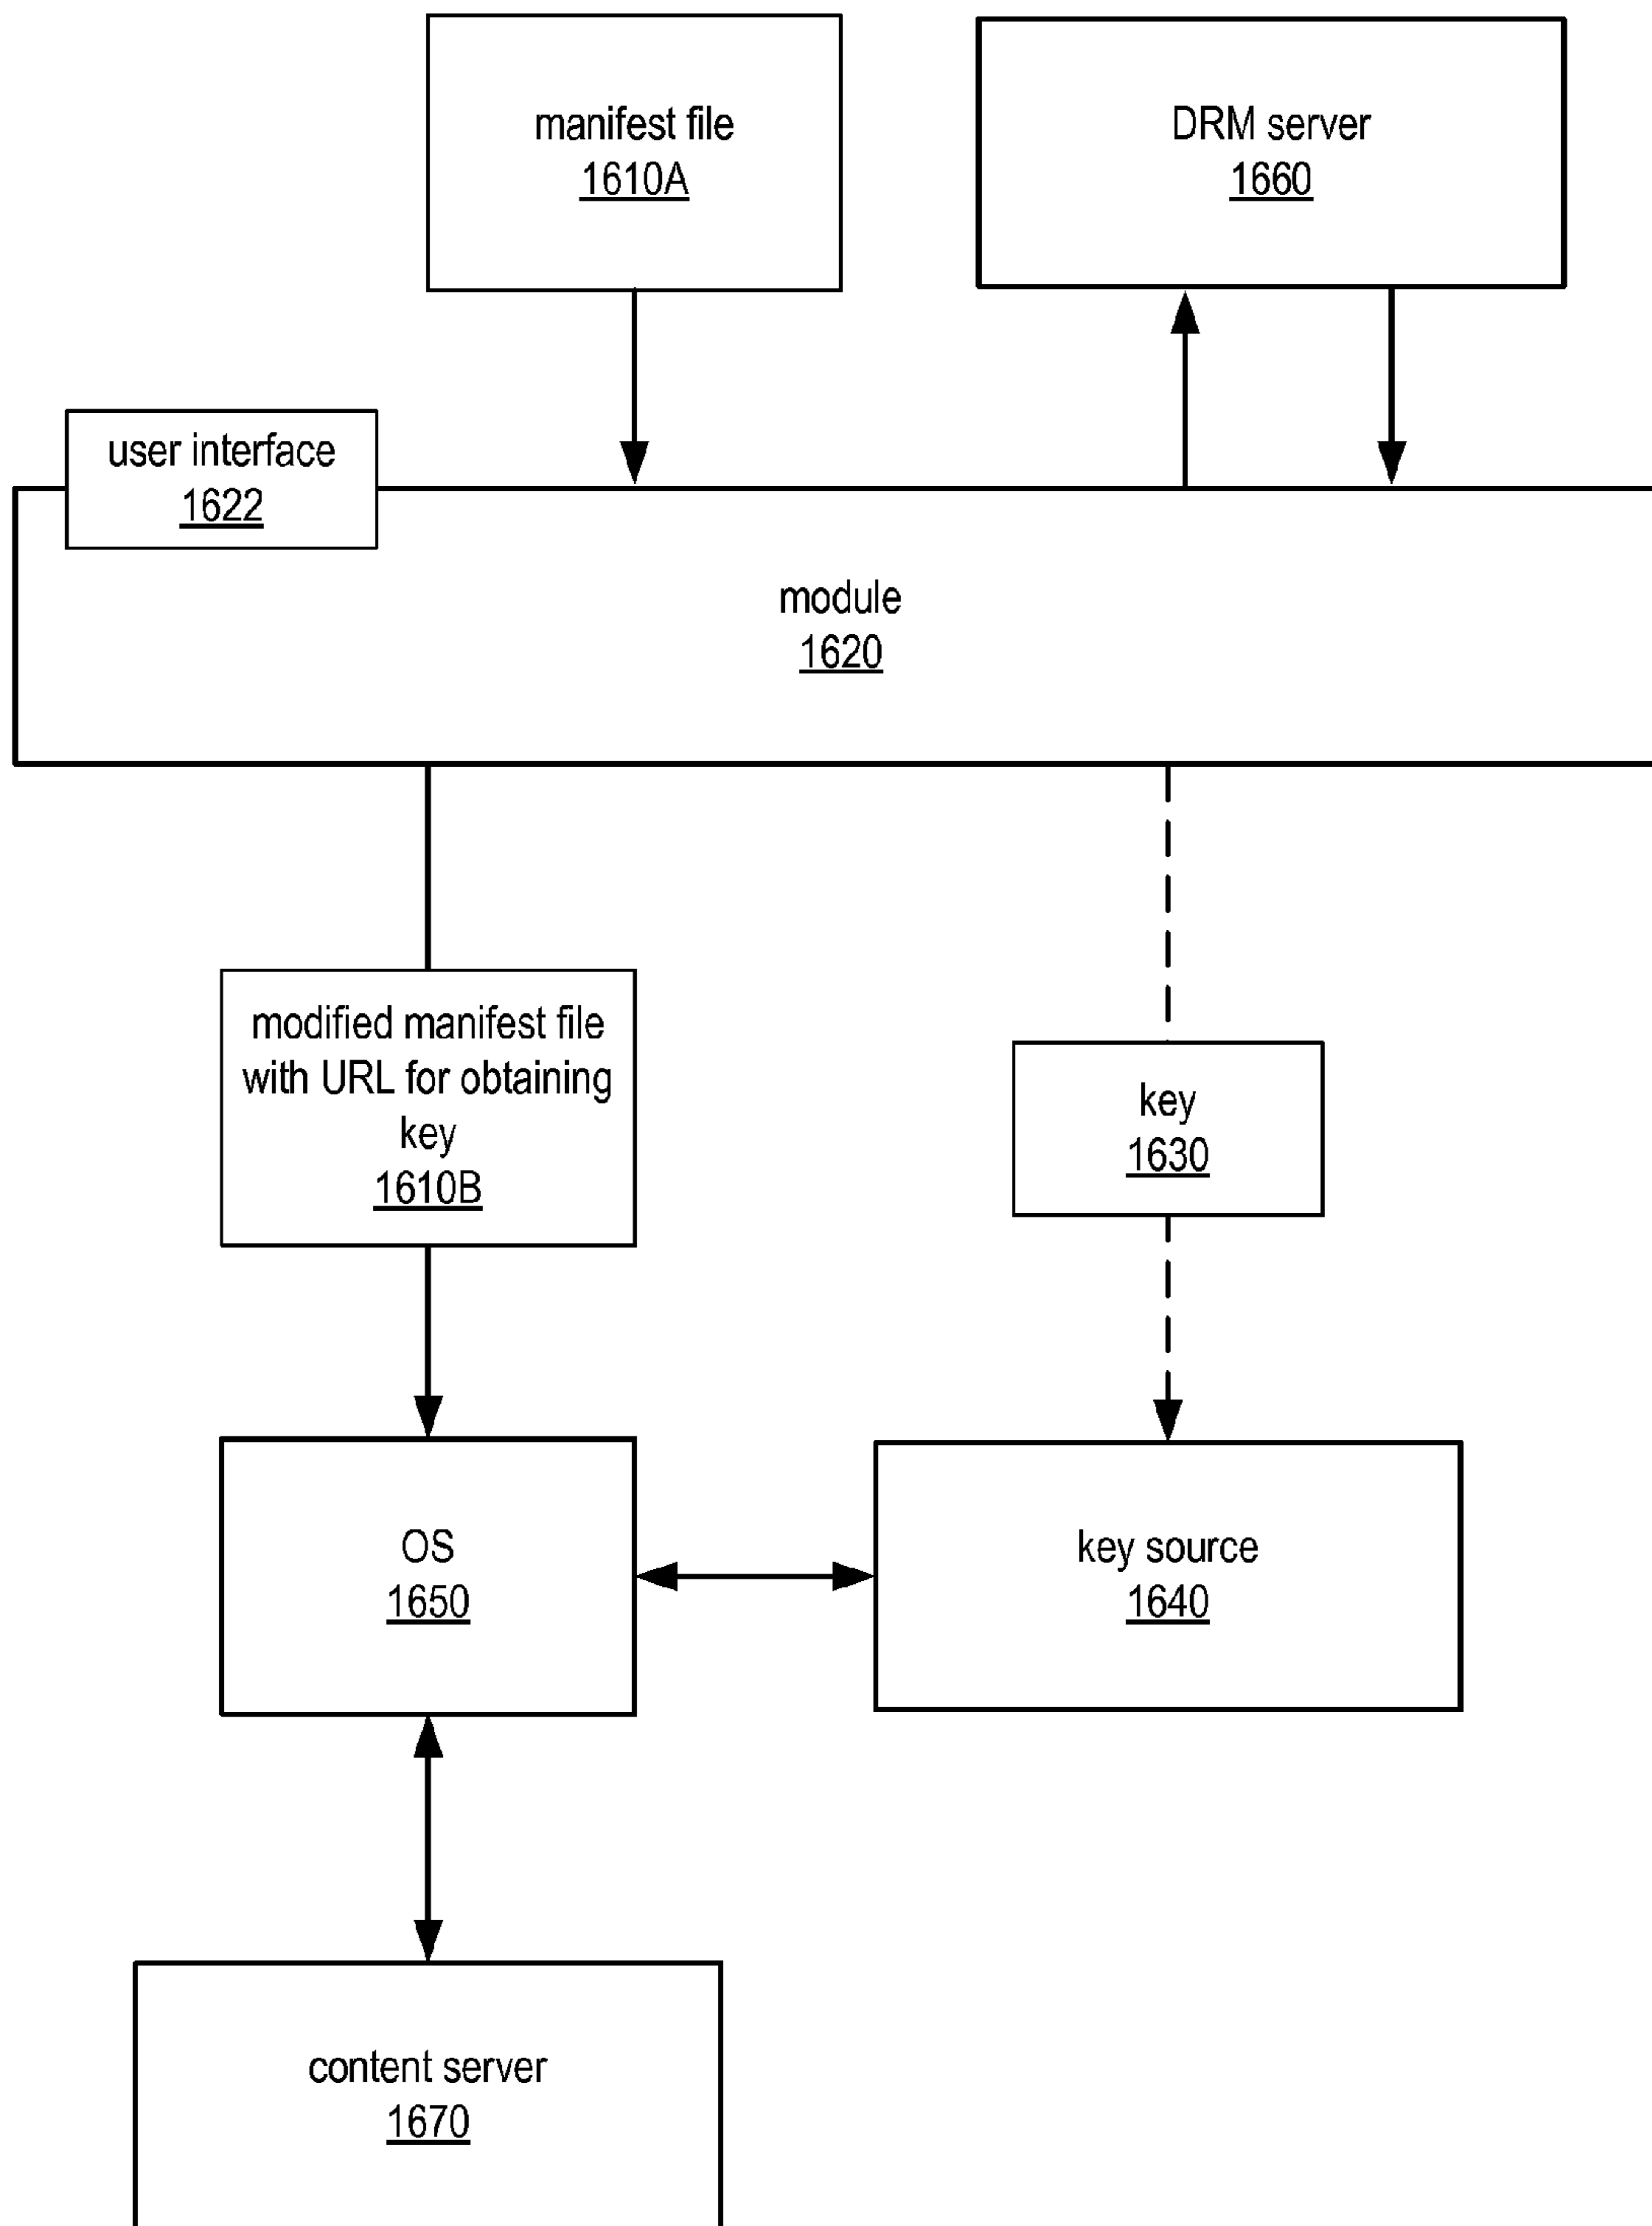 manifest file
1610A
DRM server
1660
user interface
1622
module
1620
modified manifest file
with URL for obtaining
key
1610B
key
1630
OS
1650
key source
1640
content server
1670